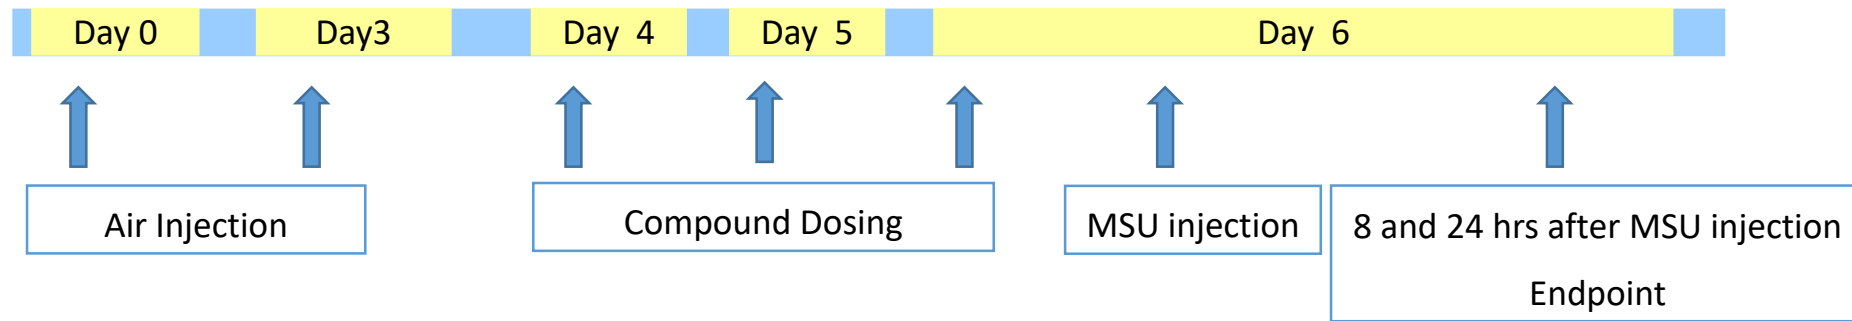 Day 0
Day3
Day 4
Day 5
Day 6
Air Injection
Compound Dosing
MSU injection
8 and 24 hrs after MSU injection
Endpoint